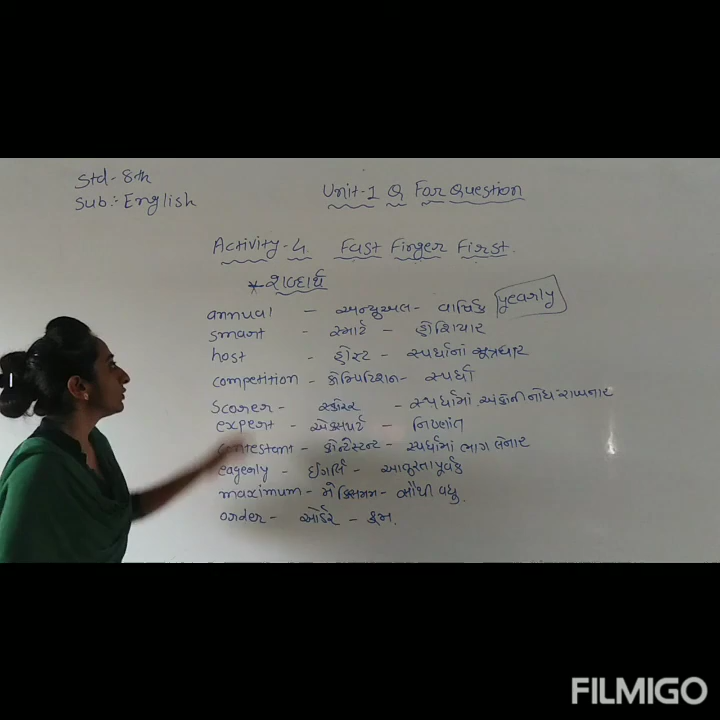 Std- 8th
Sub:- English
Unit-1 Q For Question
Activity-4. Fast Finger First.
* શબ્દાર્થ
annual - અન્યુઅલ - વાર્ષિક yearly
smart - સ્માર્ટ - હોંશિયાર
host - હોસ્ટ - સ્પર્ધાનાં સૂત્રધાર
competition - કોમ્પિટિશન - સ્પર્ધા
scorer - સ્કોરર - સ્પર્ધામાં અંકોની નોંધ રાખનાર
expert - એક્સપર્ટ - નિષ્ણાંત
contestant - કોન્ટેસ્ટન્ટ - સ્પર્ધામાં ભાગ લેનાર
eagerly - ઈગર્લિ - આતુરતાપૂર્વક
maximum - મેક્સિમમ - સૌથી વધુ.
order - ઓર્ડર - ક્રમ.
FILMIGO